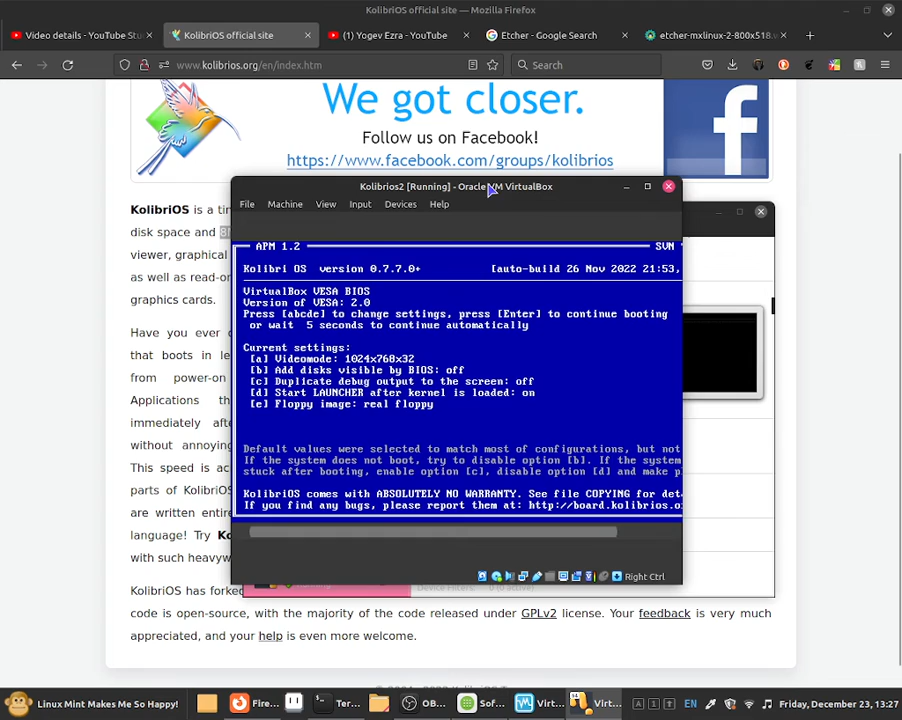 KolibriOS official site — Mozilla Firefox
Video details - YouTube Stu
KolibriOS official site
(1) Yogev Ezra - YouTube
Etcher - Google Search
etcher-mxlinux-2-800x518.w
www.kolibrios.org/en/index.htm
Search
We got closer.
Follow us on Facebook!
https://www.facebook.com/groups/kolibrios
Kolibrios2 [Running] - Oracle VM VirtualBox
File Machine View Input Devices Help
APM 1.2 SVN
Kolibri OS version 0.7.7.0+ [auto-build 26 Nov 2022 21:53,
VirtualBox VESA BIOS
Version of VESA: 2.0
Press [abcde] to change settings, press [Enter] to continue booting
or wait 5 seconds to continue automatically
Current settings:
[a] Videomode: 1024x768x32
[b] Add disks visible by BIOS: off
[c] Duplicate debug output to the screen: off
[d] Start LAUNCHER after kernel is loaded: on
[e] Floppy image: real floppy
Default values were selected to match most of configurations, but not
If the system does not boot, try to disable option [b]. If the system
stuck after booting, enable option [c], disable option [d] and make
KolibriOS comes with ABSOLUTELY NO WARRANTY. See file COPYING for det
If you find any bugs, please report them at: http://board.kolibrios.o
Right Ctrl
KolibriOS is a tin
disk space and
viewer, graphical
as well as read-on
graphics cards.
Have you ever
that boots in le
from power-on
Applications th
immediately aft
without annoying
This speed is ac
parts of KolibriOS
are written entire
language! Try Ko
with such heavyw
KolibriOS has forked
code is open-source, with the majority of the code released under GPLv2 license. Your feedback is very much
appreciated, and your help is even more welcome.
Linux Mint Makes Me So Happy!
Fire...
Ter...
OB...
Sof...
Virt...
Virt...
EN
Friday, December 23, 13:27